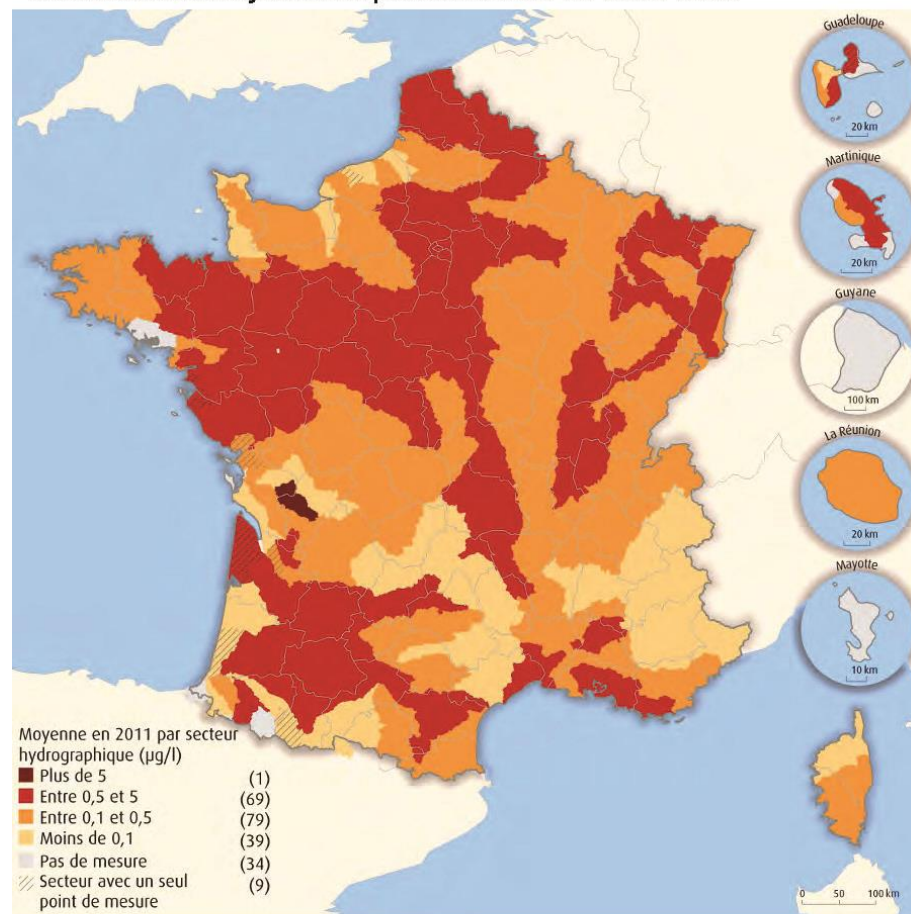 Guadeloupe
20 km
Martinique
20 km
Guyane
100 km
La Réunion
20 km
Mayotte
10 km
Moyenne en 2011 par secteur
hydrographique (µg/l)
Plus de 5 (1)
Entre 0,5 et 5 (69)
Entre 0,1 et 0,5 (79)
Moins de 0,1 (39)
Pas de mesure (34)
Secteur avec un seul (9)
point de mesure
0 50 100 km